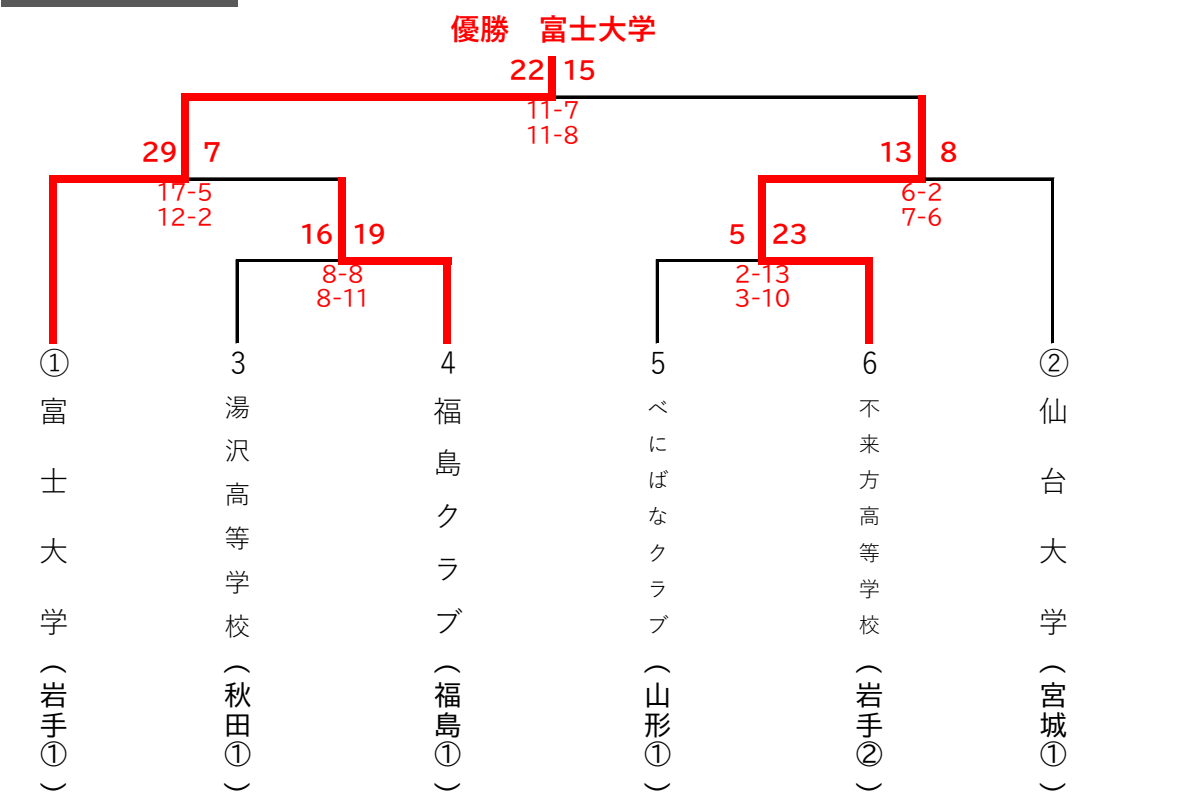 優勝　富士大学
22 15
11-7
11-8
29 7
17-5
12-2
13 8
6-2
7-6
16 19
8-8
8-11
5 23
2-13
3-10
①富士大学(岩手①)
3湯沢高等学校(秋田①)
4福島クラブ(福島①)
5べにばなクラブ(山形①)
6不来方高等学校(岩手②)
②仙台大学(宮城①)